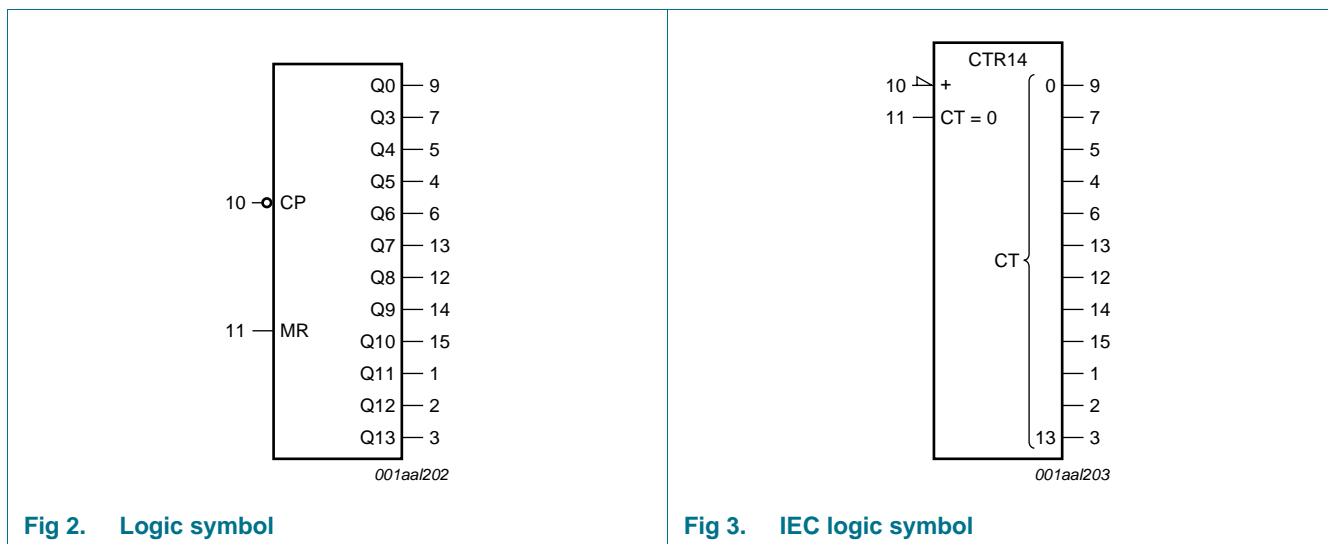 Q0 9
Q3 7
Q4 5
Q5 4
10 CP Q6 6
Q7 13
Q8 12
Q9 14
11 MR Q10 15
Q11 1
Q12 2
Q13 3
001aal202
Fig 2. Logic symbol
CTR14
10 + 0 9
11 CT = 0 7
5
4
6
13
CT 12
14
15
1
2
13 3
001aal203
Fig 3. IEC logic symbol